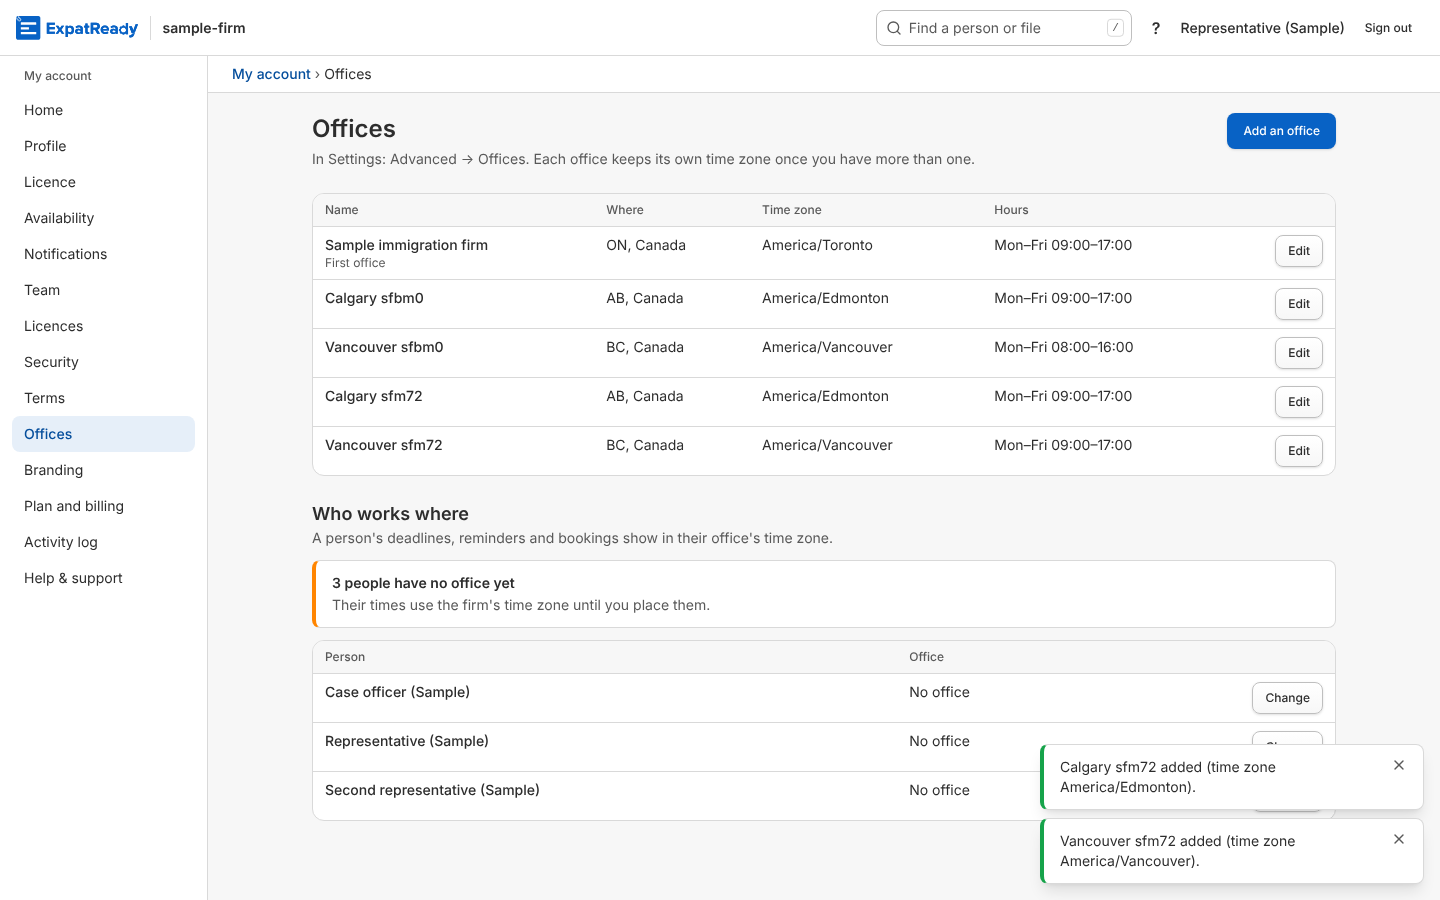 ExpatReady
sample-firm
Find a person or file
/
?
Representative (Sample)
Sign out
My account
Home
Profile
Licence
Availability
Notifications
Team
Licences
Security
Terms
Offices
Branding
Plan and billing
Activity log
Help & support
My account › Offices
Offices
Add an office
In Settings: Advanced → Offices. Each office keeps its own time zone once you have more than one.
Name Where Time zone Hours
Sample immigration firm ON, Canada America/Toronto Mon–Fri 09:00–17:00 Edit
First office
Calgary sfbm0 AB, Canada America/Edmonton Mon–Fri 09:00–17:00 Edit
Vancouver sfbm0 BC, Canada America/Vancouver Mon–Fri 08:00–16:00 Edit
Calgary sfm72 AB, Canada America/Edmonton Mon–Fri 09:00–17:00 Edit
Vancouver sfm72 BC, Canada America/Vancouver Mon–Fri 09:00–17:00 Edit
Who works where
A person's deadlines, reminders and bookings show in their office's time zone.
3 people have no office yet
Their times use the firm's time zone until you place them.
Person Office
Case officer (Sample) No office Change
Representative (Sample) No office
Second representative (Sample) No office
Calgary sfm72 added (time zone
America/Edmonton).
Vancouver sfm72 added (time zone
America/Vancouver).